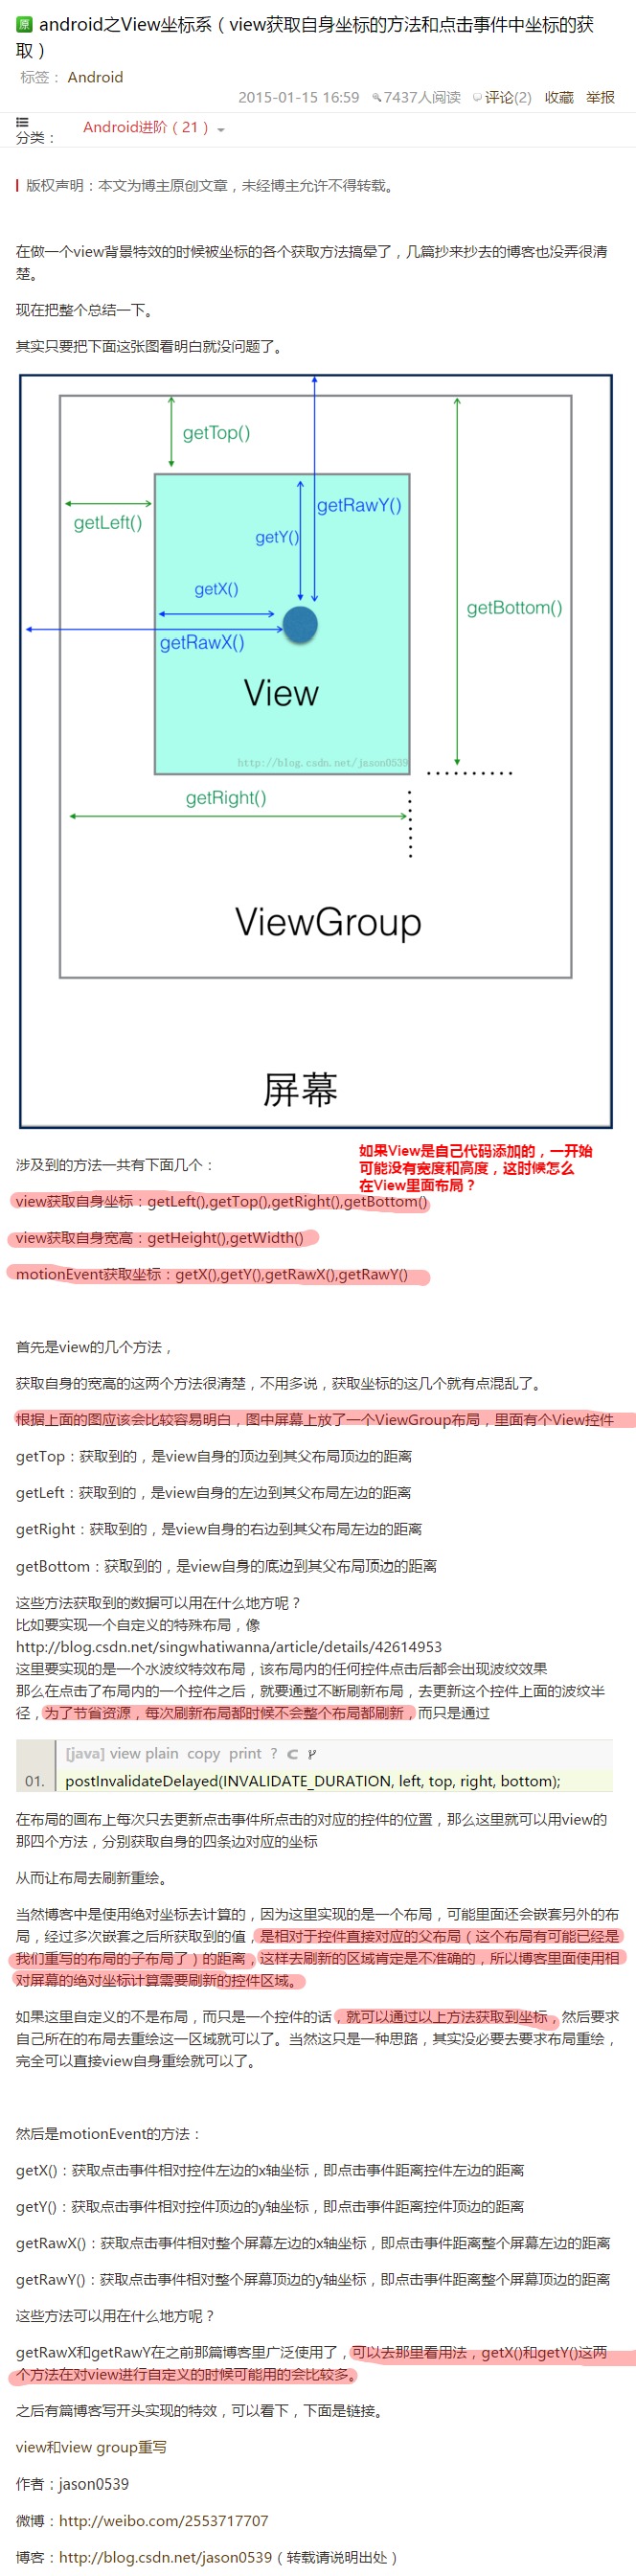 原 android之View坐标系（view获取自身坐标的方法和点击事件中坐标的获
取）
标签： Android
2015-01-15 16:59 7437人阅读 评论(2) 收藏 举报
分类： Android进阶（21）
版权声明：本文为博主原创文章，未经博主允许不得转载。
在做一个view背景特效的时候被坐标的各个获取方法搞晕了，几篇抄来抄去的博客也没弄很清
楚。
现在把整个总结一下。
其实只要把下面这张图看明白就没问题了。
getTop()
getRawY()
getLeft()
getY()
getX()
getBottom()
getRawX()
View
http://blog.csdn.net/jason0539
getRight()
ViewGroup
屏幕
如果View是自己代码添加的，一开始
可能没有宽度和高度，这时候怎么
在View里面布局？
涉及到的方法一共有下面几个：
view获取自身坐标：getLeft(),getTop(),getRight(),getBottom()
view获取自身宽高：getHeight(),getWidth()
motionEvent获取坐标：getX(),getY(),getRawX(),getRawY()
首先是view的几个方法，
获取自身的宽高的这两个方法很清楚，不用多说，获取坐标的这几个就有点混乱了。
根据上面的图应该会比较容易明白，图中屏幕上放了一个ViewGroup布局，里面有个View控件
getTop：获取到的，是view自身的顶边到其父布局顶边的距离
getLeft：获取到的，是view自身的左边到其父布局左边的距离
getRight：获取到的，是view自身的右边到其父布局左边的距离
getBottom：获取到的，是view自身的底边到其父布局顶边的距离
这些方法获取到的数据可以用在什么地方呢？
比如要实现一个自定义的特殊布局，像
http://blog.csdn.net/singwhatiwanna/article/details/42614953
这里要实现的是一个水波纹特效布局，该布局内的任何控件点击后都会出现波纹效果
那么在点击了布局内的一个控件之后，就要通过不断刷新布局，去更新这个控件上面的波纹半
径，为了节省资源，每次刷新布局都时候不会整个布局都刷新，而只是通过
[java] view plain copy print ?
01. postInvalidateDelayed(INVALIDATE_DURATION, left, top, right, bottom);
在布局的画布上每次只去更新点击事件所点击的对应的控件的位置，那么这里就可以用view的
那四个方法，分别获取自身的四条边对应的坐标
从而让布局去刷新重绘。
当然博客中是使用绝对坐标去计算的，因为这里实现的是一个布局，可能里面还会嵌套另外的布
局，经过多次嵌套之后所获取到的值，是相对于控件直接对应的父布局（这个布局有可能已经是
我们重写的布局的子布局了）的距离，这样去刷新的区域肯定是不准确的，所以博客里面使用相
对屏幕的绝对坐标计算需要刷新的控件区域。
如果这里自定义的不是布局，而只是一个控件的话，就可以通过以上方法获取到坐标，然后要求
自己所在的布局去重绘这一区域就可以了。当然这只是一种思路，其实没必要去要求布局重绘，
完全可以直接view自身重绘就可以了。
然后是motionEvent的方法：
getX()：获取点击事件相对控件左边的x轴坐标，即点击事件距离控件左边的距离
getY()：获取点击事件相对控件顶边的y轴坐标，即点击事件距离控件顶边的距离
getRawX()：获取点击事件相对整个屏幕左边的x轴坐标，即点击事件距离整个屏幕左边的距离
getRawY()：获取点击事件相对整个屏幕顶边的y轴坐标，即点击事件距离整个屏幕顶边的距离
这些方法可以用在什么地方呢？
getRawX和getRawY在之前那篇博客里广泛使用了，可以去那里看用法，getX()和getY()这两
个方法在对view进行自定义的时候可能用的会比较多。
之后有篇博客写开头实现的特效，可以看下，下面是链接。
view和view group重写
作者：jason0539
微博：http://weibo.com/2553717707
博客：http://blog.csdn.net/jason0539（转载请说明出处）